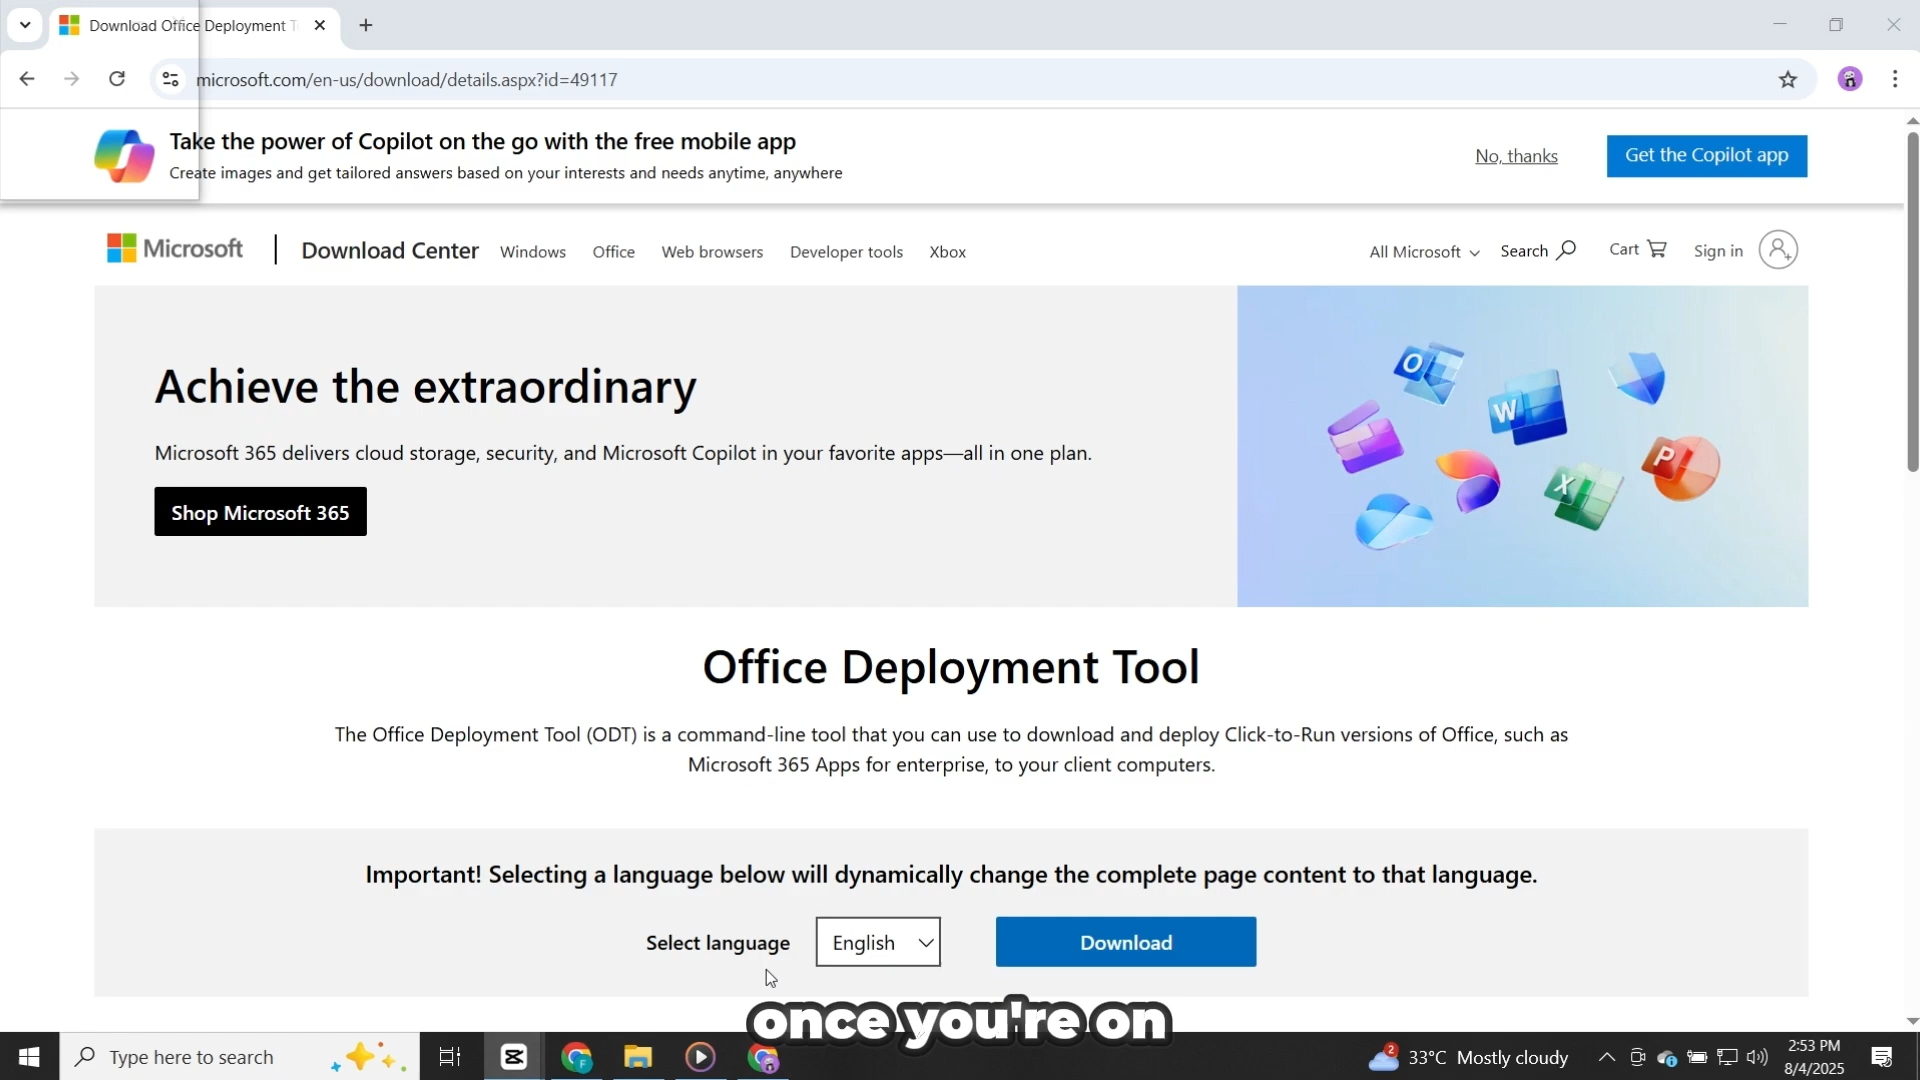 Download Office Deployment T
microsoft.com/en-us/download/details.aspx?id=49117
Take the power of Copilot on the go with the free mobile app
Create images and get tailored answers based on your interests and needs anytime, anywhere
No, thanks
Get the Copilot app
Microsoft
Download Center
Windows
Office
Web browsers
Developer tools
Xbox
All Microsoft
Search
Cart
Sign in
Achieve the extraordinary
Microsoft 365 delivers cloud storage, security, and Microsoft Copilot in your favorite apps—all in one plan.
Shop Microsoft 365
O
W
P
X
Office Deployment Tool
The Office Deployment Tool (ODT) is a command-line tool that you can use to download and deploy Click-to-Run versions of Office, such as
Microsoft 365 Apps for enterprise, to your client computers.
Important! Selecting a language below will dynamically change the complete page content to that language.
Select language
English
Download
once you're on
Type here to search
F
2
33°C Mostly cloudy
2:53 PM
8/4/2025